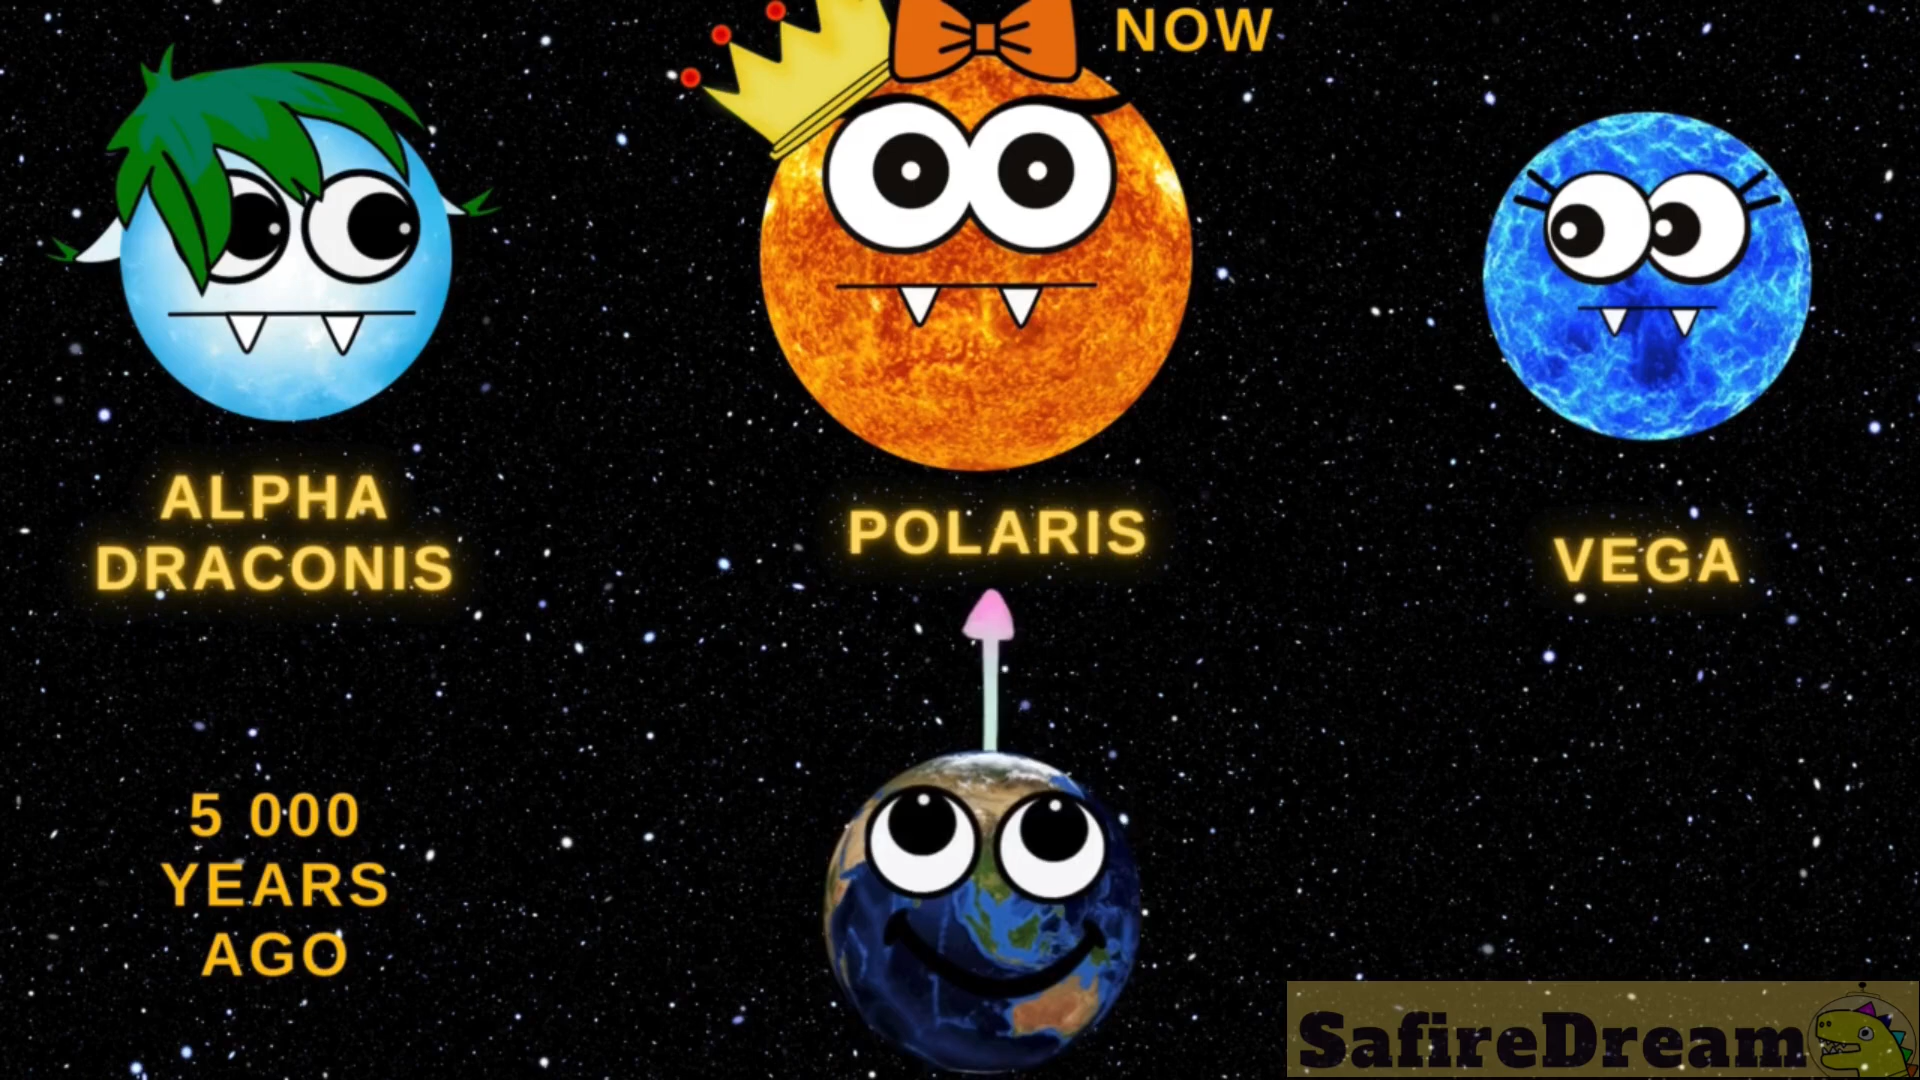 NOW
ALPHA
DRACONIS
POLARIS
VEGA
5 000
YEARS
AGO
SafireDream